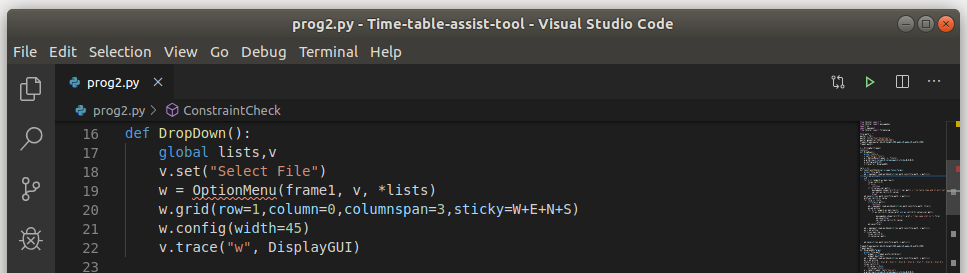 prog2.py - Time-table-assist-tool - Visual Studio Code
File Edit Selection View Go Debug Terminal Help
prog2.py
prog2.py > ConstraintCheck
16 def DropDown():
17 global lists,v
18 v.set("Select File")
19 w = OptionMenu(frame1, v, *lists)
20 w.grid(row=1,column=0,columnspan=3,sticky=W+E+N+S)
21 w.config(width=45)
22 v.trace("w", DisplayGUI)
23